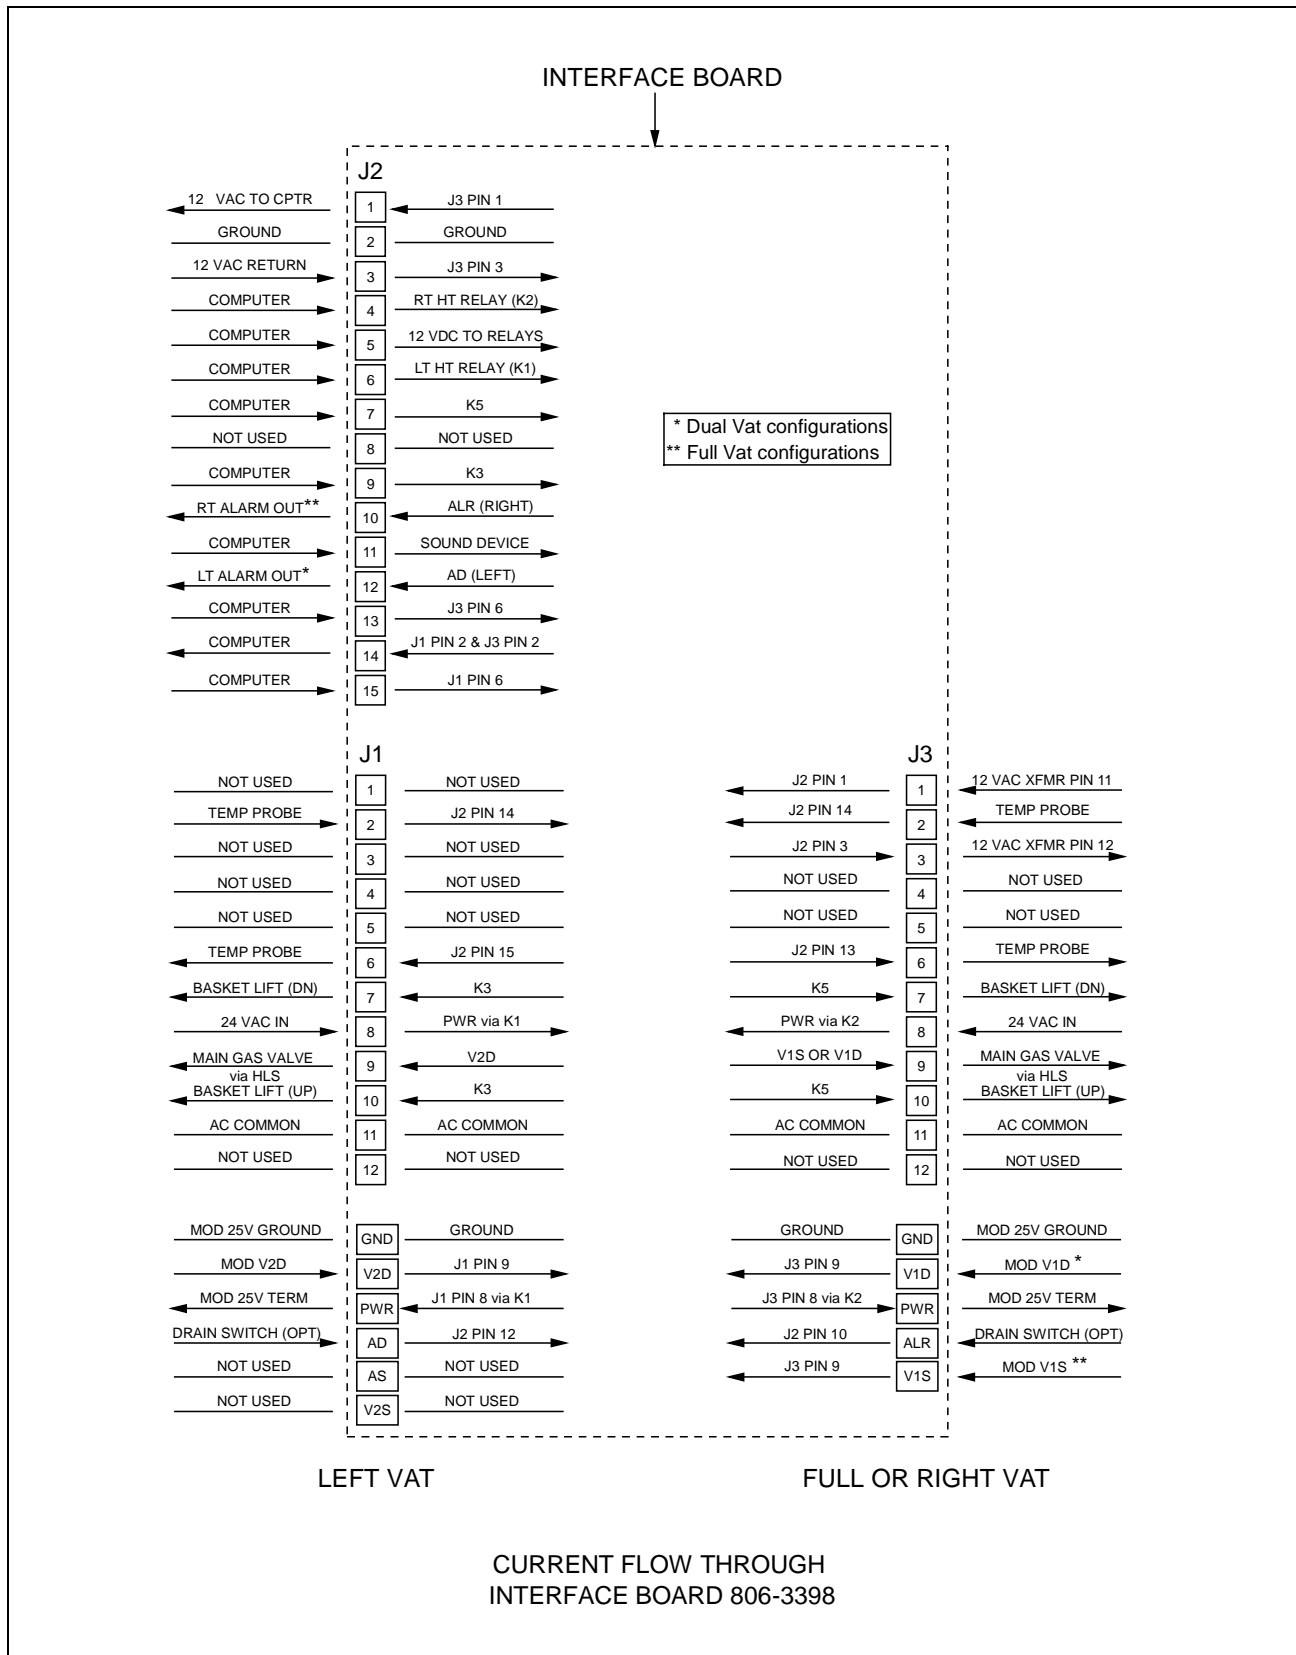 INTERFACE BOARD
J2
12 VAC TO CPTR 1 J3 PIN 1
GROUND 2 GROUND
12 VAC RETURN 3 J3 PIN 3
COMPUTER 4 RT HT RELAY (K2)
COMPUTER 5 12 VDC TO RELAYS
COMPUTER 6 LT HT RELAY (K1)
COMPUTER 7 K5
NOT USED 8 NOT USED
COMPUTER 9 K3
RT ALARM OUT** 10 ALR (RIGHT)
COMPUTER 11 SOUND DEVICE
LT ALARM OUT* 12 AD (LEFT)
COMPUTER 13 J3 PIN 6
COMPUTER 14 J1 PIN 2 & J3 PIN 2
COMPUTER 15 J1 PIN 6
* Dual Vat configurations
** Full Vat configurations
J1
NOT USED 1 NOT USED
TEMP PROBE 2 J2 PIN 14
NOT USED 3 NOT USED
NOT USED 4 NOT USED
NOT USED 5 NOT USED
TEMP PROBE 6 J2 PIN 15
BASKET LIFT (DN) 7 K3
24 VAC IN 8 PWR via K1
MAIN GAS VALVE 9 V2D
via HLS
BASKET LIFT (UP) 10 K3
AC COMMON 11 AC COMMON
NOT USED 12 NOT USED
MOD 25V GROUND GND GROUND
MOD V2D V2D J1 PIN 9
MOD 25V TERM PWR J1 PIN 8 via K1
DRAIN SWITCH (OPT) AD J2 PIN 12
NOT USED AS NOT USED
NOT USED V2S NOT USED
LEFT VAT
J3
J2 PIN 1 1 12 VAC XFMR PIN 11
J2 PIN 14 2 TEMP PROBE
J2 PIN 3 3 12 VAC XFMR PIN 12
NOT USED 4 NOT USED
NOT USED 5 NOT USED
J2 PIN 13 6 TEMP PROBE
K5 7 BASKET LIFT (DN)
PWR via K2 8 24 VAC IN
V1S OR V1D 9 MAIN GAS VALVE
via HLS
K5 10 BASKET LIFT (UP)
AC COMMON 11 AC COMMON
NOT USED 12 NOT USED
GROUND GND MOD 25V GROUND
J3 PIN 9 V1D MOD V1D *
J3 PIN 8 via K2 PWR MOD 25V TERM
J2 PIN 10 ALR DRAIN SWITCH (OPT)
J3 PIN 9 V1S MOD V1S **
FULL OR RIGHT VAT
CURRENT FLOW THROUGH
INTERFACE BOARD 806-3398